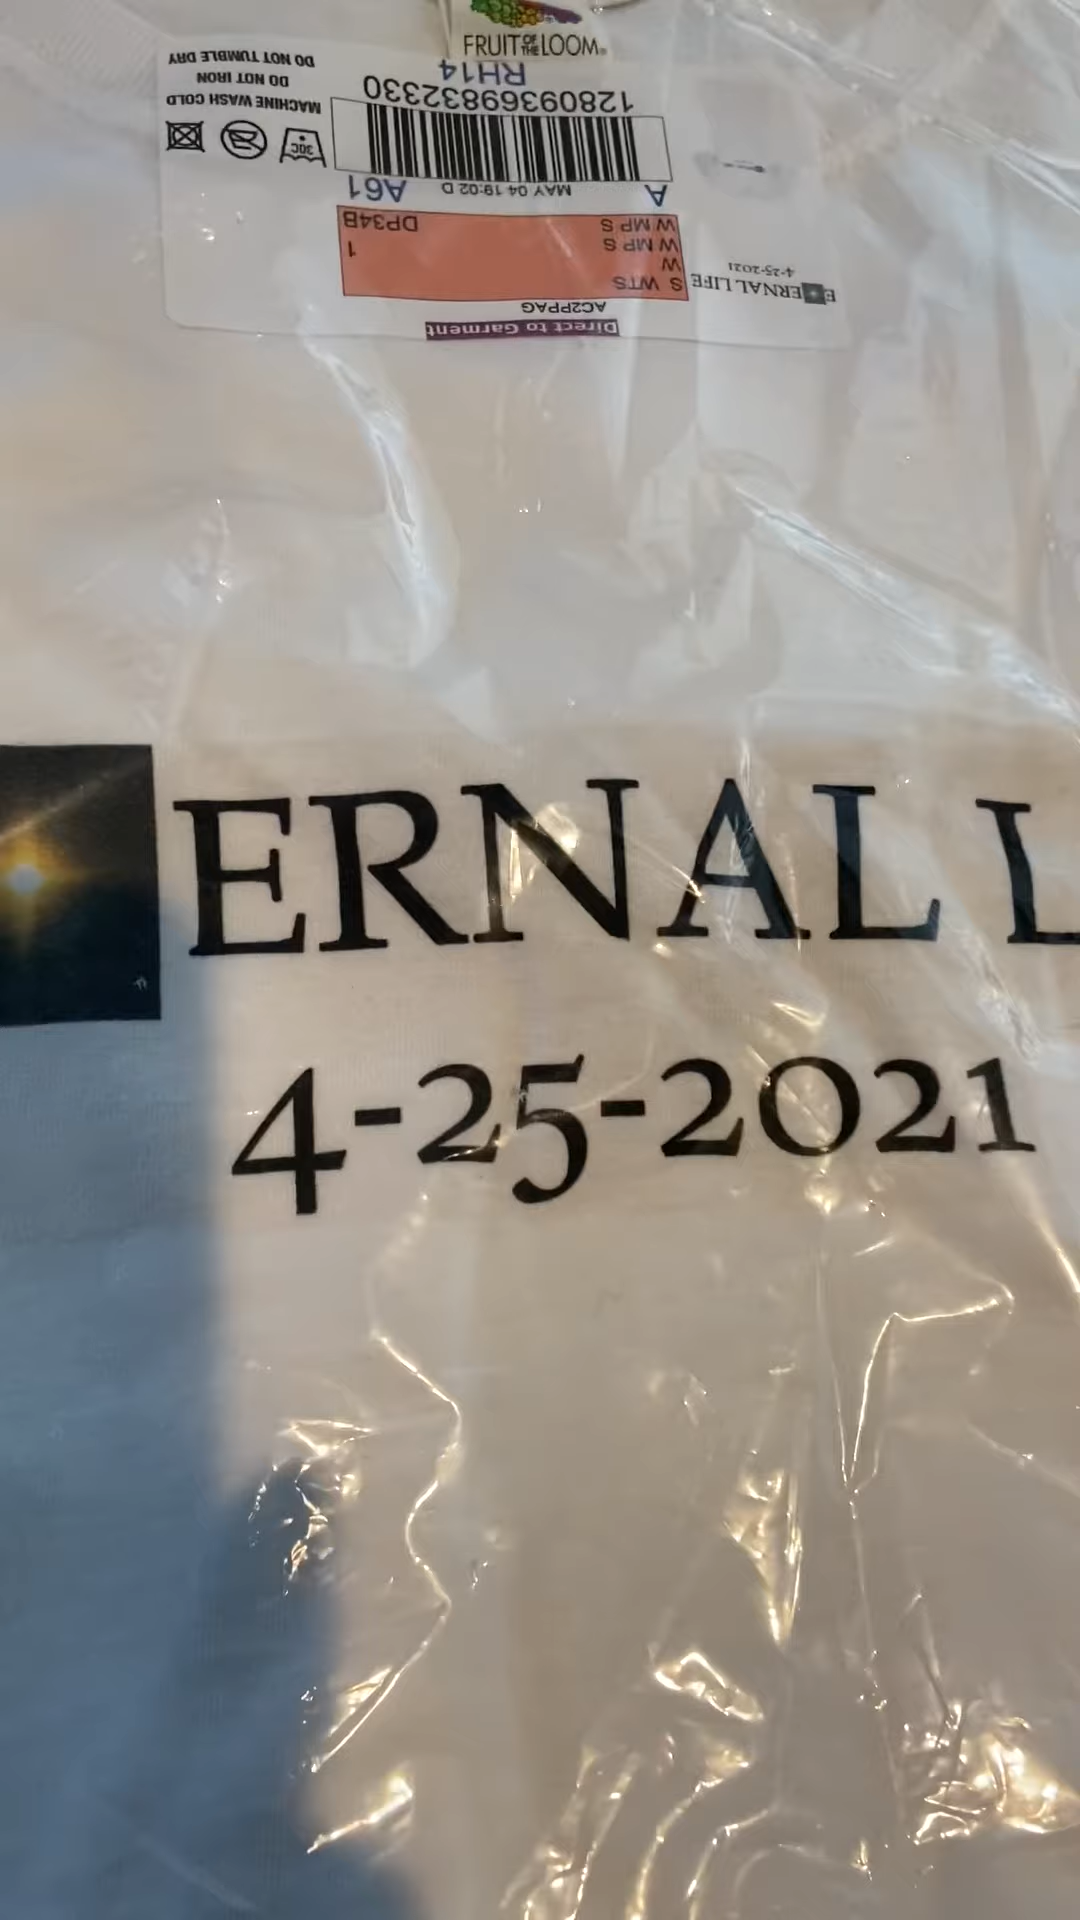 FRUIT OF THE LOOM®
Direct to Garment
AC2PPAG
S WTS
W
W MP S 1
W MP S DP34B
A MAY 04 19:02 D A61
128093669832330
RH14
30C
MACHINE WASH COLD
DO NOT IRON
DO NOT TUMBLE DRY
E ERNAL LIFE
4-25-2021
ERNAL L
4-25-2021